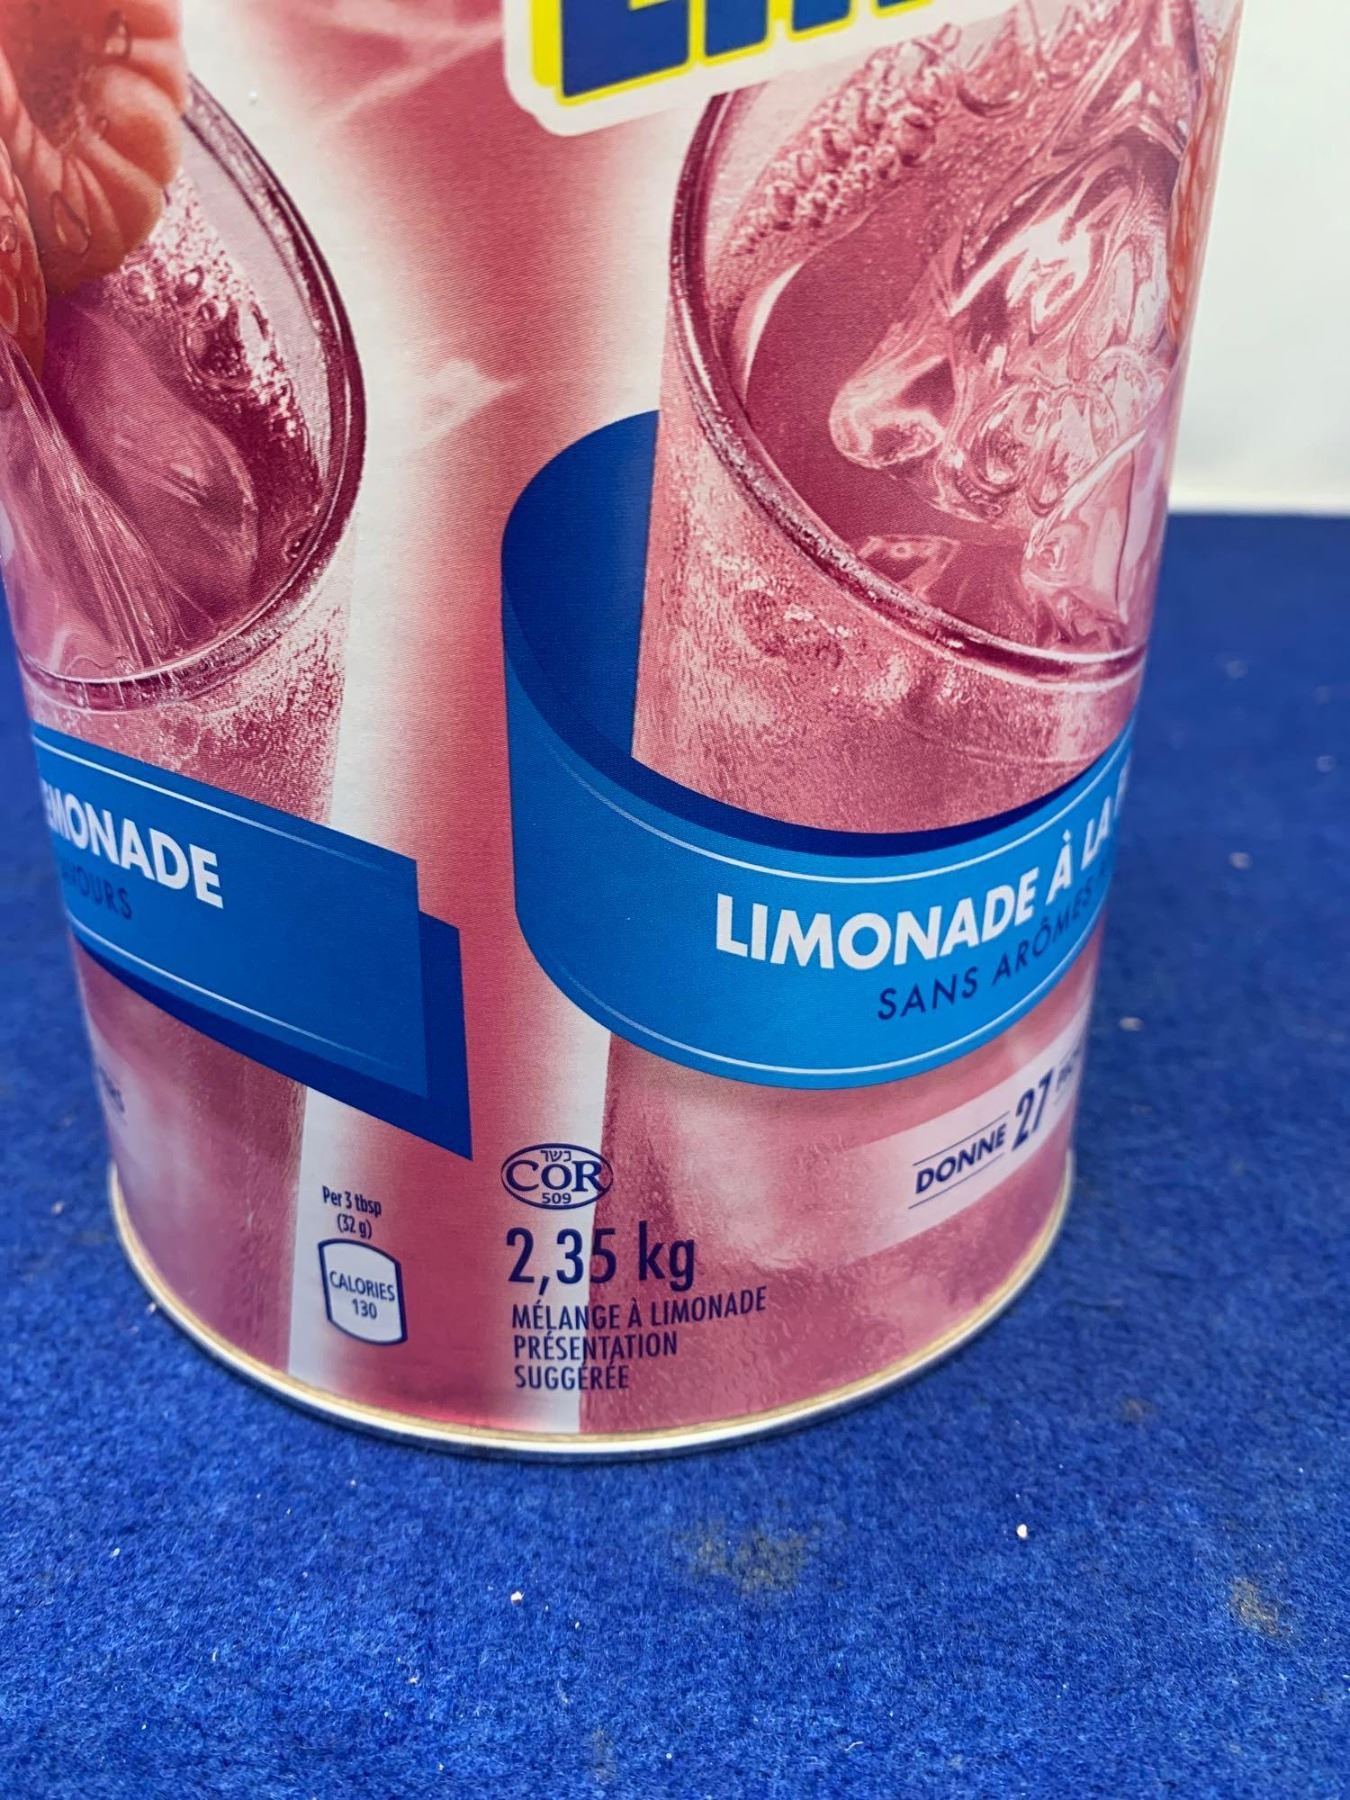 LIMONADE À LA
SANS ARÔMES
DONNE 27
כשר
COR
509
2,35 kg
MÉLANGE À LIMONADE
PRÉSENTATION
SUGGÉRÉE
Per 3 tbsp
(32 g)
CALORIES
130